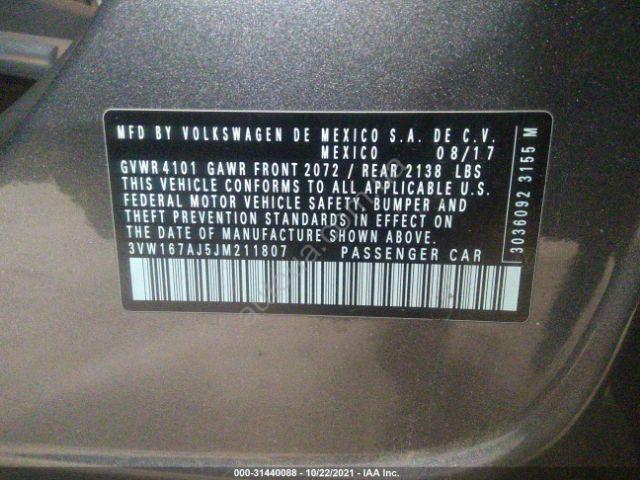 MFD BY VOLKSWAGEN DE MEXICO S.A. DE C.V.
MEXICO 08/17
GVWR 4101 GAWR FRONT 2072 / REAR 2138 LBS
THIS VEHICLE CONFORMS TO ALL APPLICABLE U.S.
FEDERAL MOTOR VEHICLE SAFETY, BUMPER AND
THEFT PREVENTION STANDARDS IN EFFECT ON
THE DATE OF MANUFACTURE SHOWN ABOVE.
3VW167AJ5JM211807 PASSENGER CAR
3036092 3155 M
000-31440088 - 10/22/2021 - IAA Inc.